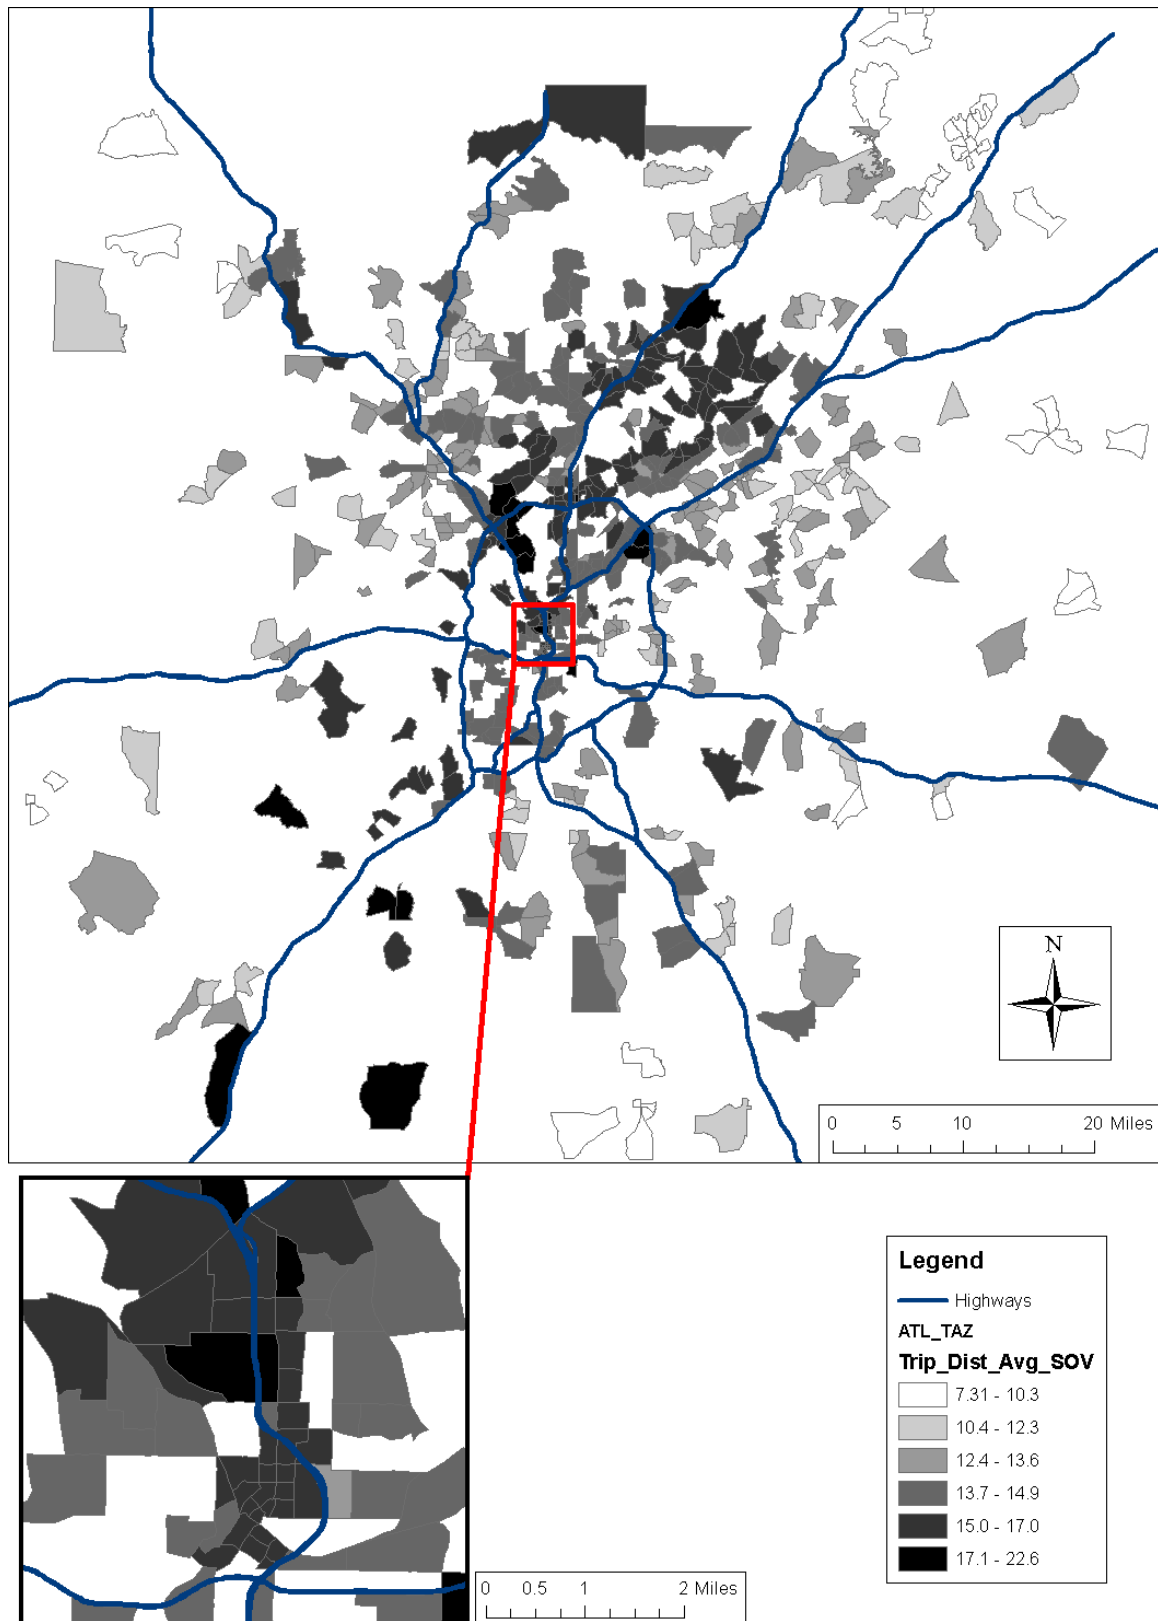 N
0 5 10 20 Miles
Legend
Highways
ATL_TAZ
Trip_Dist_Avg_SOV
7.31 - 10.3
10.4 - 12.3
12.4 - 13.6
13.7 - 14.9
15.0 - 17.0
17.1 - 22.6
0 0.5 1 2 Miles